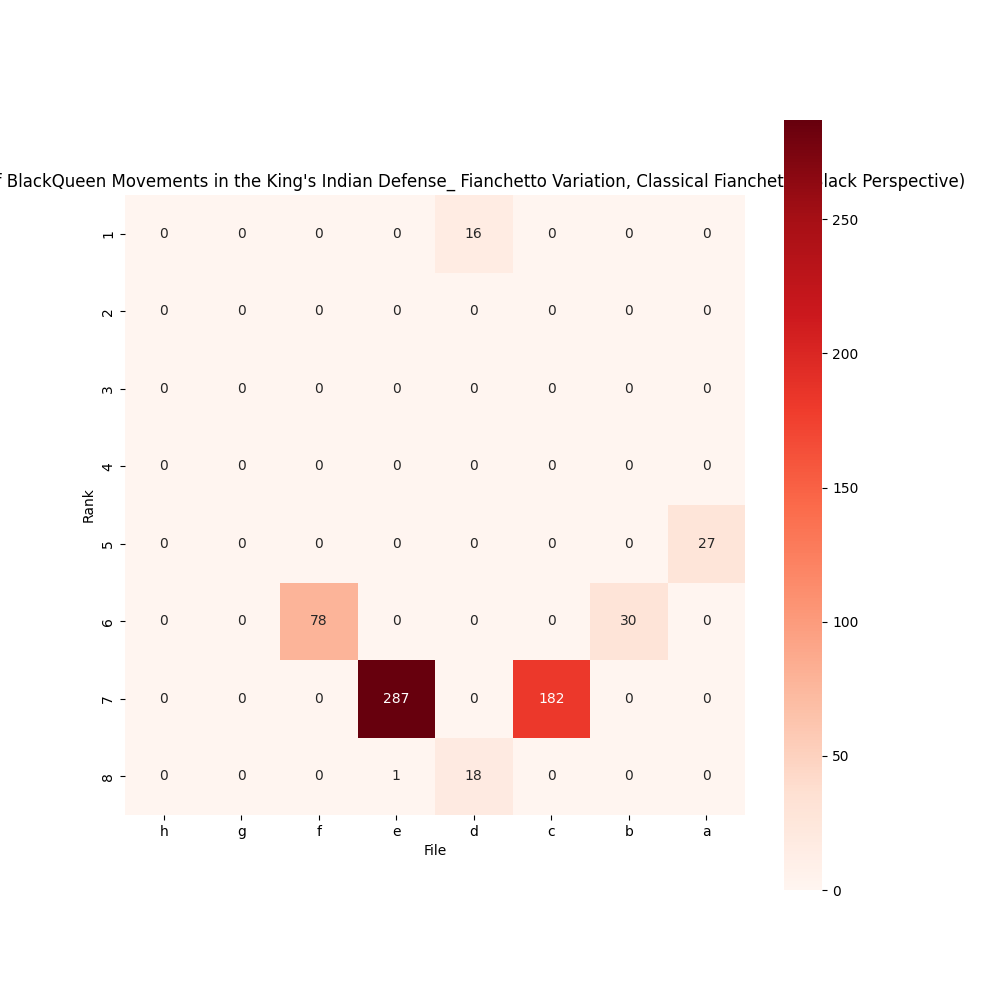 BlackQueen Movements in the King's Indian Defense_ Fianchetto Variation, Classical Perspective)
250
200
150
100
50
0
1 0 0 0 0 16 0 0 0
2 0 0 0 0 0 0 0 0
3 0 0 0 0 0 0 0 0
4 0 0 0 0 0 0 0 0
Rank
5 0 0 0 0 0 0 0 27
6 0 0 78 0 0 0 30 0
7 0 0 0 287 0 182 0 0
8 0 0 0 1 18 0 0 0
h g f e d c b a
File